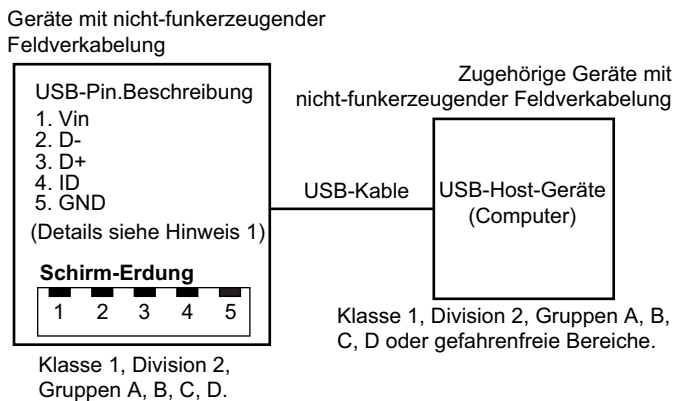 Geräte mit nicht-funkerzeugender
Feldverkabelung
USB-Pin.Beschreibung
1. Vin
2. D-
3. D+
4. ID
5. GND
(Details siehe Hinweis 1)
Schirm-Erdung
1 2 3 4 5
Klasse 1, Division 2,
Gruppen A, B, C, D.
USB-Kable
Zugehörige Geräte mit
nicht-funkerzeugender Feldverkabelung
USB-Host-Geräte
(Computer)
Klasse 1, Division 2, Gruppen A, B,
C, D oder gefahrenfreie Bereiche.